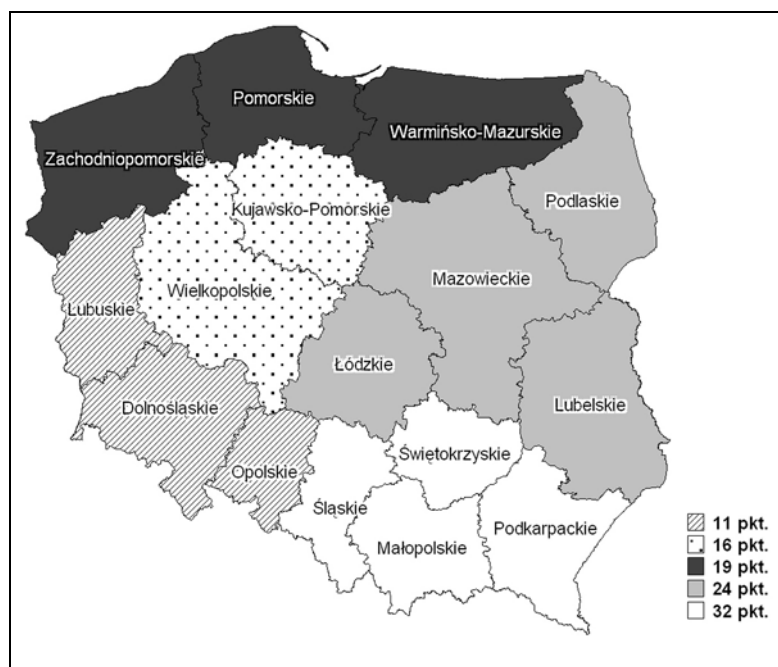 Pomorskie
Warmińsko-Mazurskie
Zachodniopomorskie
Podlaskie
Kujawsko-Pomorskie
Mazowieckie
Wielkopolskie
Lubuskie
Łódzkie
Lubelskie
Dolnośląskie
Świętokrzyskie
Opolskie
Śląskie
Podkarpackie
Małopolskie
11 pkt.
16 pkt.
19 pkt.
24 pkt.
32 pkt.